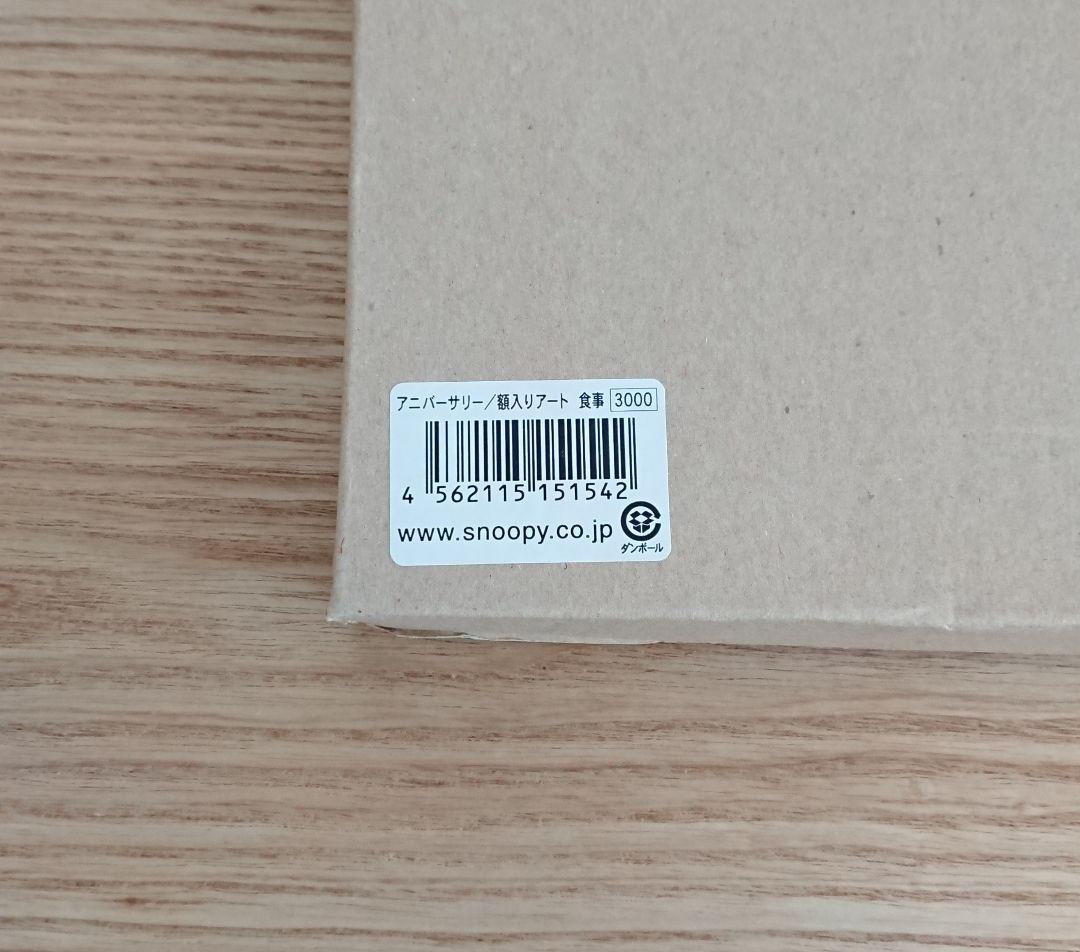 アニバーサリー／額入りアート 食事 3000
4 562115 151542
www.snoopy.co.jp
ダンボール